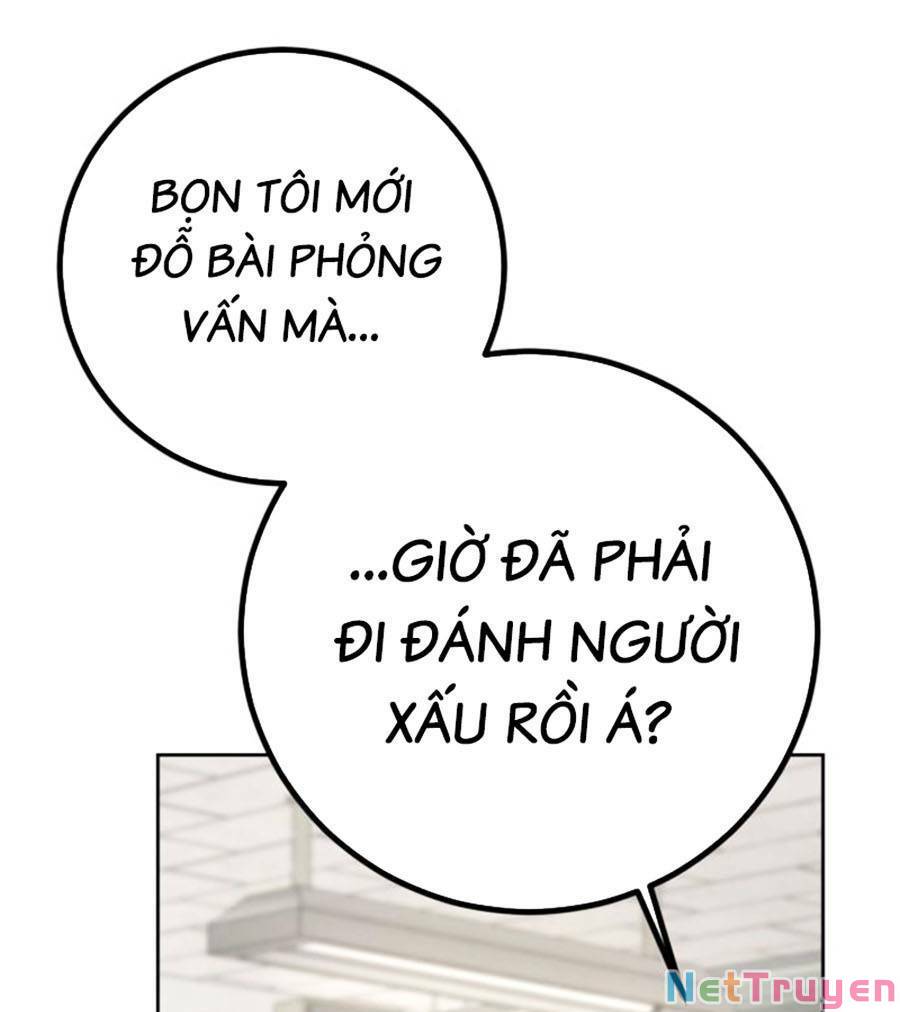 BỌN TÔI MỚI
ĐỖ BÀI PHỎNG
VẤN MÀ...
...GIỜ ĐÃ PHẢI
ĐI ĐÁNH NGƯỜI
XẤU RỒI Á?
NetTruyen